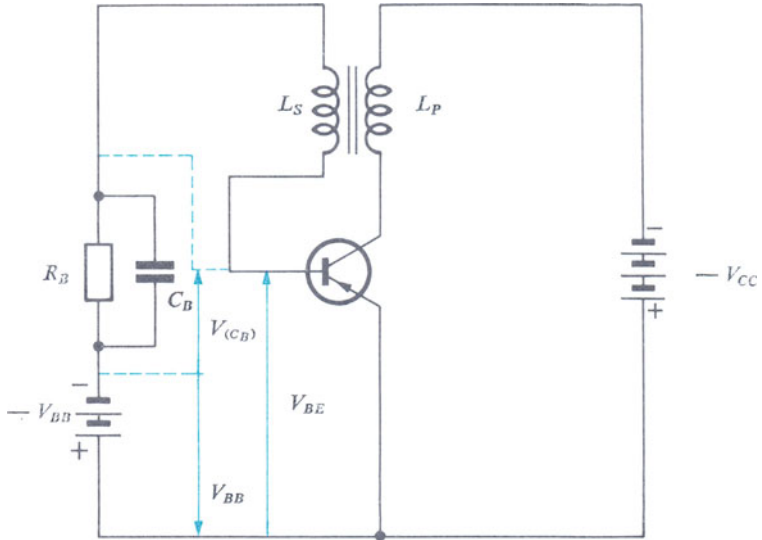 L_S
L_P
R_B
C_B
V_(C_B)
V_BE
V_BB
-
— V_BB
+
-
— V_CC
+